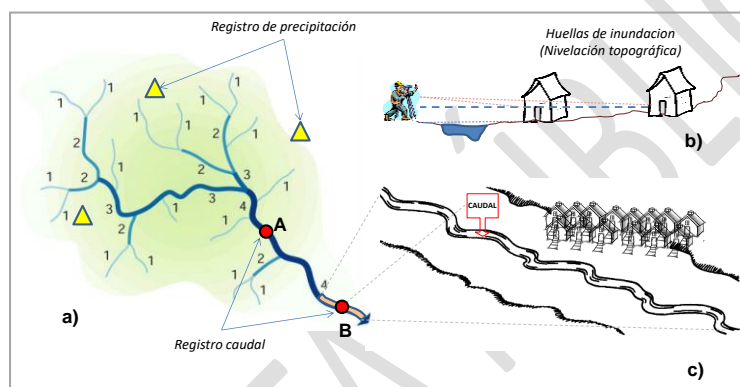 Registro de precipitación
Huellas de inundacion
(Nivelación topográfica)
1
1
1
1
1
1
1
2
1
2
2
3
1
1
3
3
1
4
2
1
A
2
1
1
1
4
B
a)
Registro caudal
b)
CAUDAL
c)